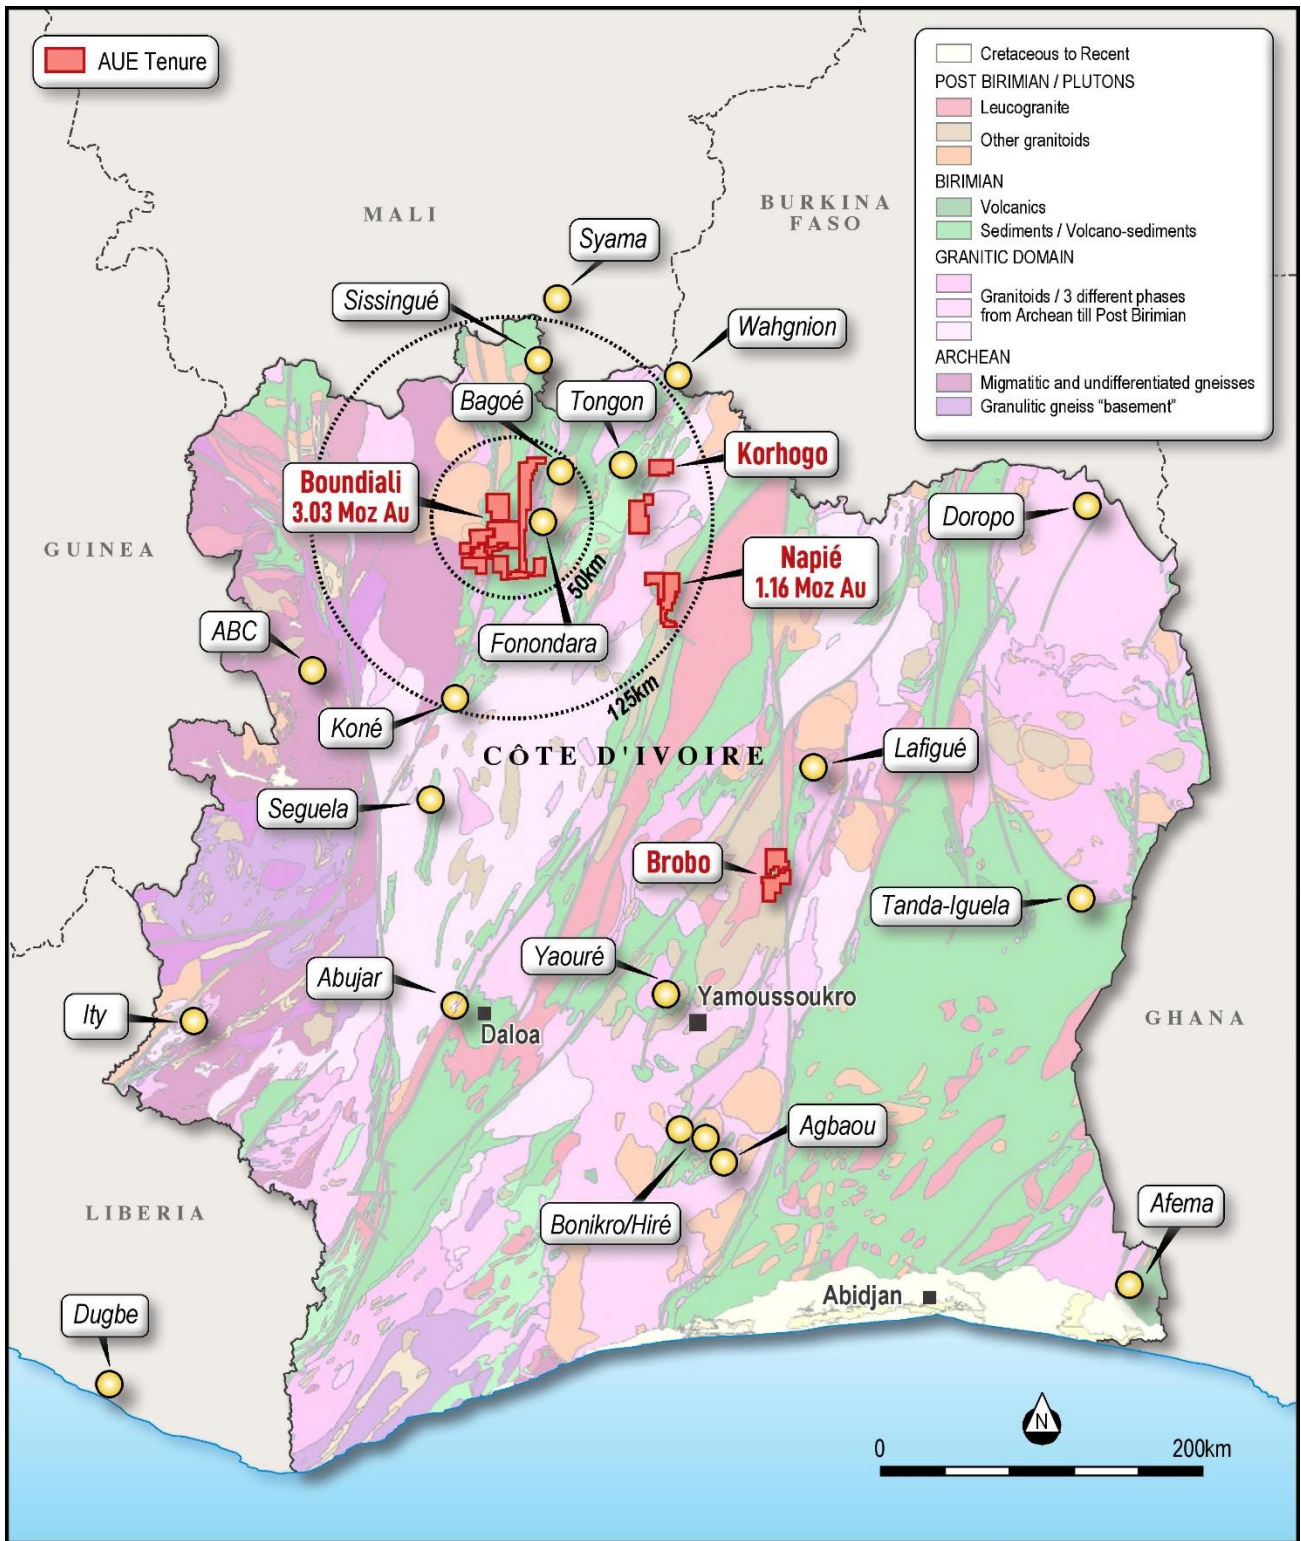 AUE Tenure
Cretaceous to Recent
POST BIRIMIAN / PLUTONS
Leucogranite
Other granitoids
BIRIMIAN
Volcanics
Sediments / Volcano-sediments
GRANITIC DOMAIN
Granitoids / 3 different phases
from Archean till Post Birimian
ARCHEAN
Migmatitic and undifferentiated gneisses
Granulitic gneiss “basement”
MALI
BURKINA
FASO
Syama
Sissingué
Wahgnion
Bagoé
Tongon
Korhogo
Boundiali
3.03 Moz Au
Doropo
GUINEA
Napié
1.16 Moz Au
50km
ABC
Fonondara
125km
Koné
CÔTE D'IVOIRE
Lafigué
Seguela
Brobo
Tanda-Iguela
Yaouré
Abujar
Yamoussoukro
Ity
Daloa
GHANA
Agbaou
Bonikro/Hiré
LIBERIA
Afema
Abidjan
Dugbe
N
0
200km